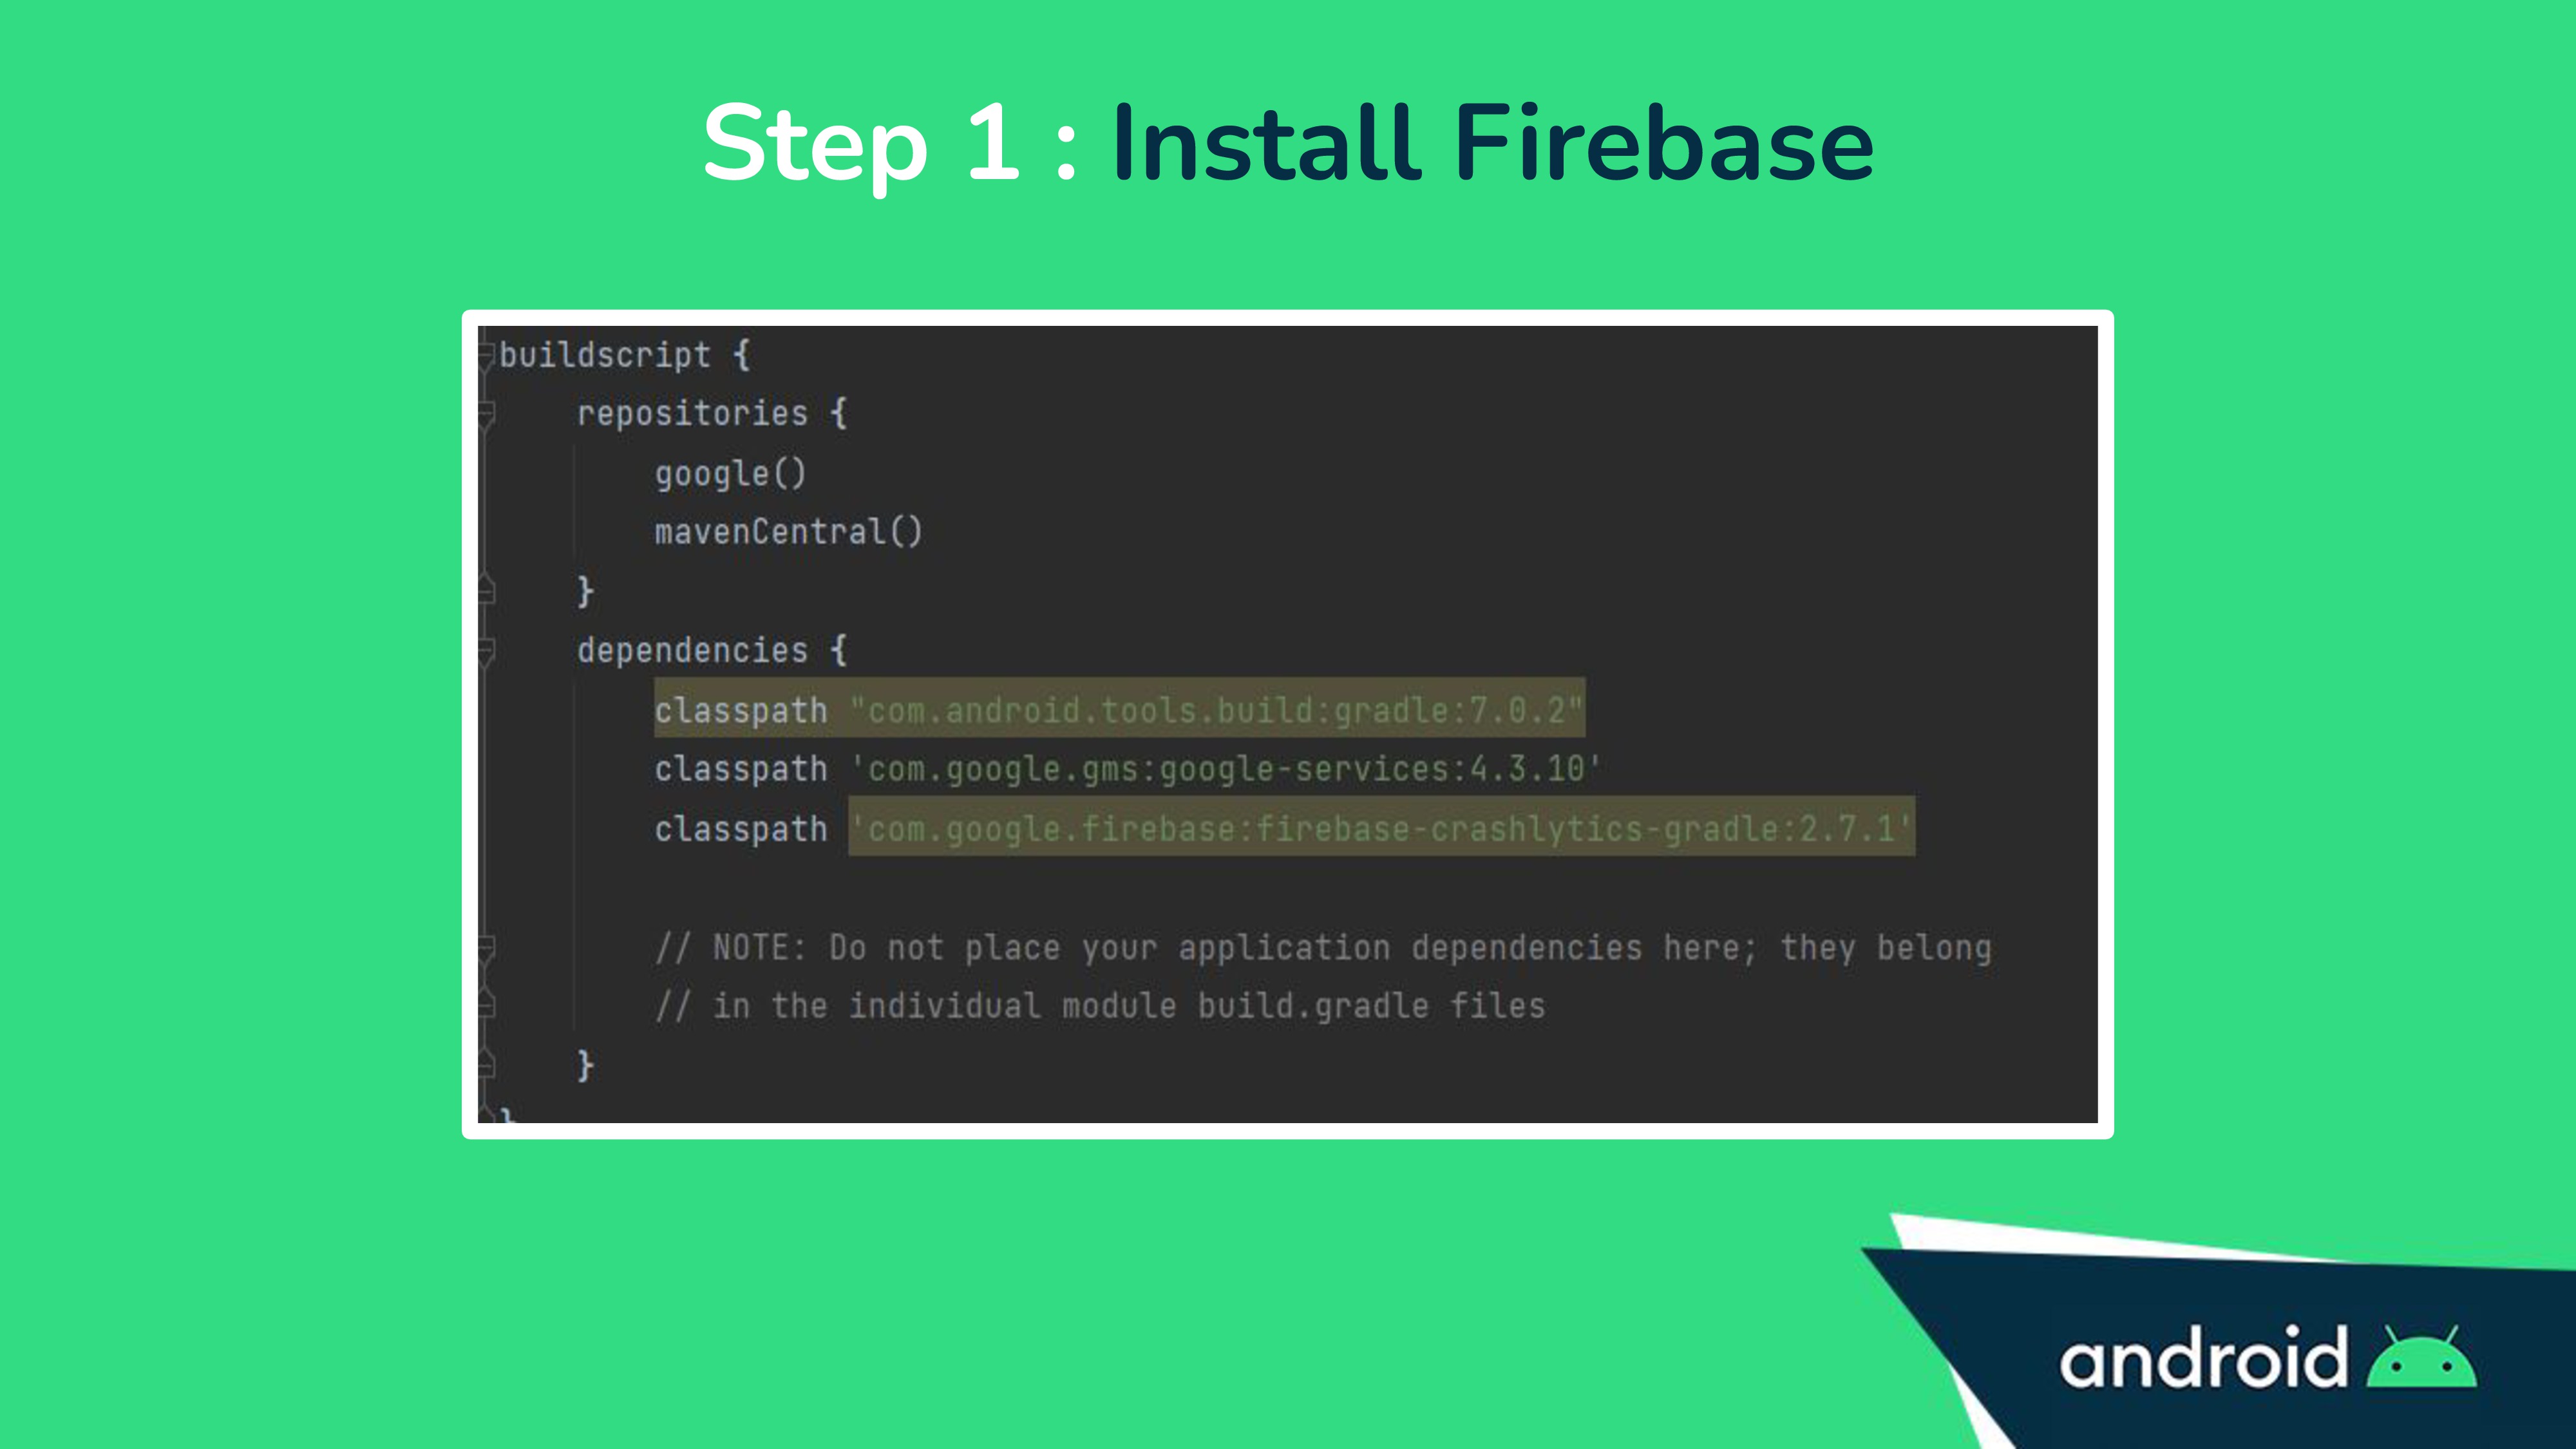 Step 1 : Install Firebase
buildscript {
    repositories {
        google()
        mavenCentral()
    }
    dependencies {
        classpath "com.android.tools.build:gradle:7.0.2"
        classpath 'com.google.gms:google-services:4.3.10'
        classpath 'com.google.firebase:firebase-crashlytics-gradle:2.7.1'
        // NOTE: Do not place your application dependencies here; they belong
        // in the individual module build.gradle files
    }
}
android